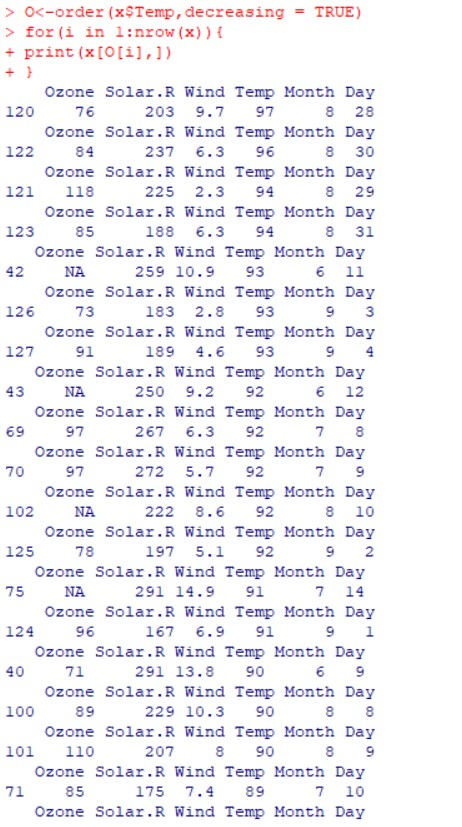 > O<-order(x$Temp,decreasing = TRUE)
> for(i in 1:nrow(x)){
+ print(x[O[i],])
+ }
    Ozone Solar.R Wind Temp Month Day
120    76     203  9.7   97     8  28
    Ozone Solar.R Wind Temp Month Day
122    84     237  6.3   96     8  30
    Ozone Solar.R Wind Temp Month Day
121   118     225  2.3   94     8  29
    Ozone Solar.R Wind Temp Month Day
123    85     188  6.3   94     8  31
   Ozone Solar.R Wind Temp Month Day
42    NA     259 10.9   93     6  11
    Ozone Solar.R Wind Temp Month Day
126    73     183  2.8   93     9   3
    Ozone Solar.R Wind Temp Month Day
127    91     189  4.6   93     9   4
   Ozone Solar.R Wind Temp Month Day
43    NA     250  9.2   92     6  12
   Ozone Solar.R Wind Temp Month Day
69    97     267  6.3   92     7   8
   Ozone Solar.R Wind Temp Month Day
70    97     272  5.7   92     7   9
    Ozone Solar.R Wind Temp Month Day
102    NA     222  8.6   92     8  10
    Ozone Solar.R Wind Temp Month Day
125    78     197  5.1   92     9   2
   Ozone Solar.R Wind Temp Month Day
75    NA     291 14.9   91     7  14
    Ozone Solar.R Wind Temp Month Day
124    96     167  6.9   91     9   1
   Ozone Solar.R Wind Temp Month Day
40    71     291 13.8   90     6   9
    Ozone Solar.R Wind Temp Month Day
100    89     229 10.3   90     8   8
    Ozone Solar.R Wind Temp Month Day
101   110     207    8   90     8   9
   Ozone Solar.R Wind Temp Month Day
71    85     175  7.4   89     7  10
   Ozone Solar.R Wind Temp Month Day